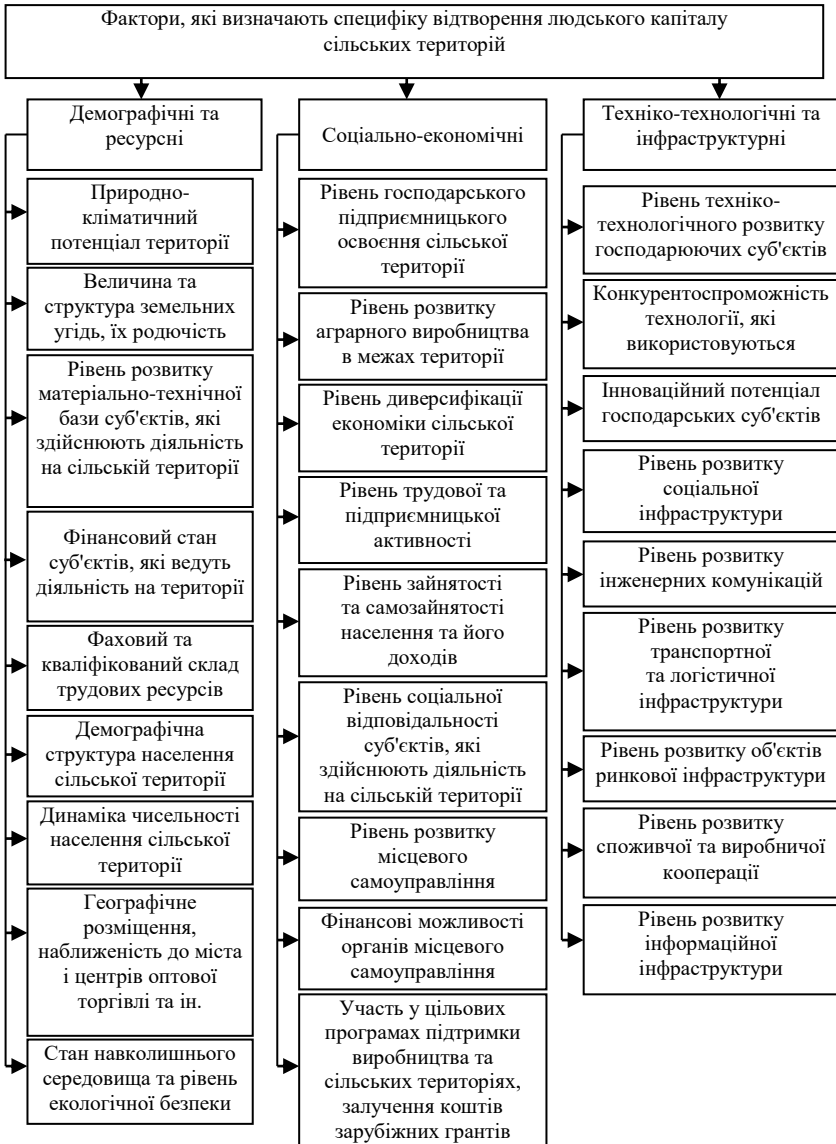 Фактори, які визначають специфіку відтворення людського капіталу
сільських територій
Демографічні та
ресурсні
Природно-
кліматичний
потенціал території
Величина та
структура земельних
угідь, їх родючість
Рівень розвитку
матеріально-технічної
бази суб'єктів, які
здійснюють діяльність
на сільській території
Фінансовий стан
суб'єктів, які ведуть
діяльність на території
Фаховий та
кваліфікований склад
трудових ресурсів
Демографічна
структура населення
сільської території
Динаміка чисельності
населення сільської
території
Географічне
розміщення,
наближеність до міста
і центрів оптової
торгівлі та ін.
Стан навколишнього
середовища та рівень
екологічної безпеки
Соціально-економічні
Рівень господарського
підприємницького
освоєння сільської
території
Рівень розвитку
аграрного виробництва
в межах території
Рівень диверсифікації
економіки сільської
території
Рівень трудової та
підприємницької
активності
Рівень зайнятості
та самозайнятості
населення та його
доходів
Рівень соціальної
відповідальності
суб'єктів, які
здійснюють діяльність
на сільській території
Рівень розвитку
місцевого
самоуправління
Фінансові можливості
органів місцевого
самоуправління
Участь у цільових
програмах підтримки
виробництва та
сільських територіях,
залучення коштів
зарубіжних грантів
Техніко-технологічні та
інфраструктурні
Рівень техніко-
технологічного розвитку
господарюючих суб'єктів
Конкурентоспроможність
технології, які
використовуються
Інноваційний потенціал
господарських суб'єктів
Рівень розвитку
соціальної
інфраструктури
Рівень розвитку
інженерних комунікацій
Рівень розвитку
транспортної
та логістичної
інфраструктури
Рівень розвитку об'єктів
ринкової інфраструктури
Рівень розвитку
споживчої та виробничої
кооперації
Рівень розвитку
інформаційної
інфраструктури